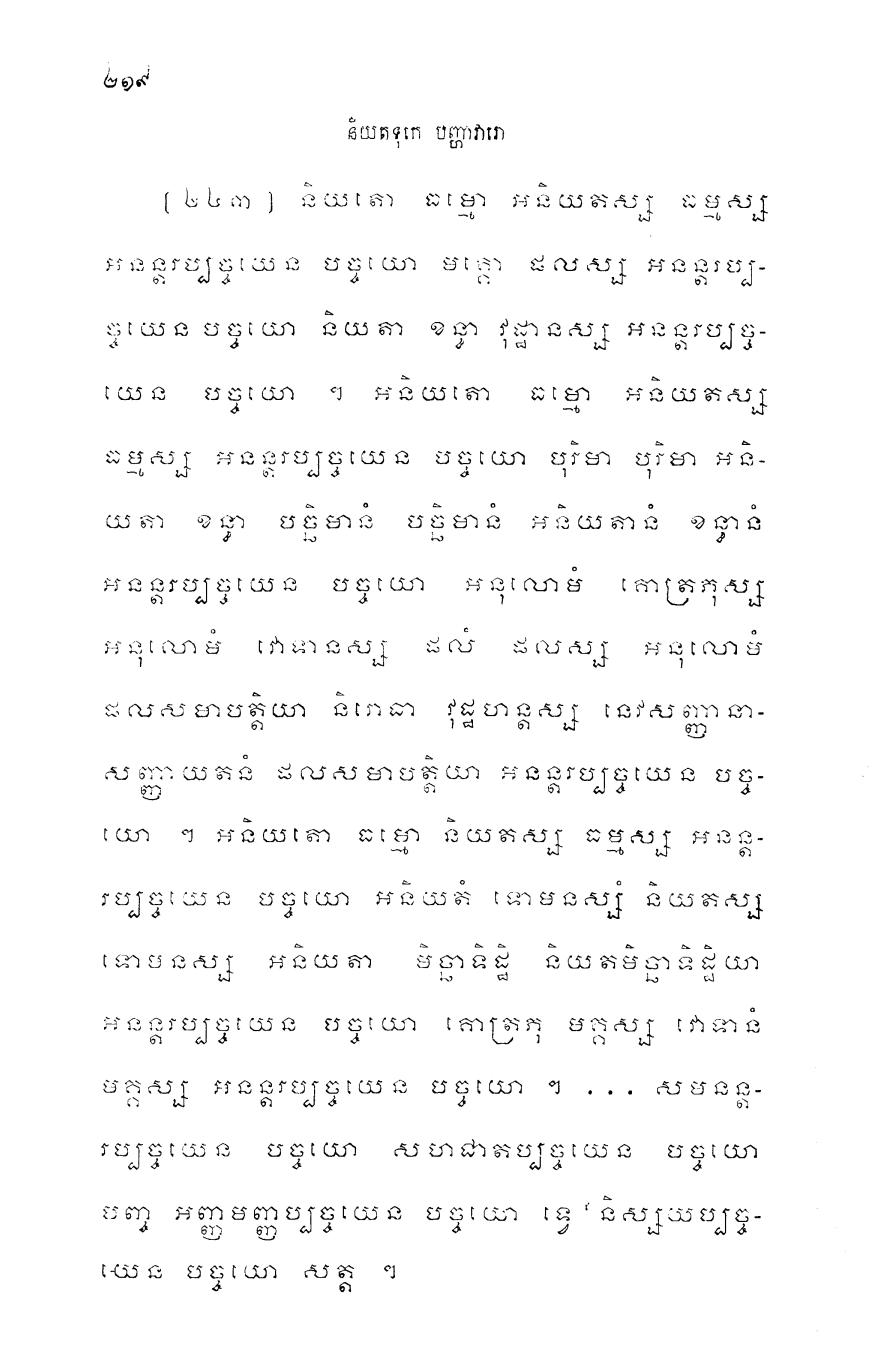 ២១៩
និយតទុកេ បញ្ហាវារោ
[ ២៤៣ ] និយតោ ធម្មោ អនិយតស្ស ធម្មស្ស
អនន្តរប្បច្ចយេន បច្ចយោ មគ្គោ ផលស្ស អនន្តរប្ប-
ច្ចយេន បច្ចយោ និយតា ខន្ធា វុដ្ឋានស្ស អនន្តរប្បច្ច-
យេន បច្ចយោ ។ អនិយតោ ធម្មោ អនិយតស្ស
ធម្មស្ស អនន្តរប្បច្ចយេន បច្ចយោ បុរិមា បុរិមា អនិ-
យតា ខន្ធា បច្ឆិមានំ បច្ឆិមានំ អនិយតានំ ខន្ធានំ
អនន្តរប្បច្ចយេន បច្ចយោ អនុលោមំ គោត្រភុស្ស
អនុលោមំ វោទានស្ស ផលំ ផលស្ស អនុលោមំ
ផលសមាបត្តិយា និរោធា វុដ្ឋហន្តស្ស នេវសញ្ញានា-
សញ្ញាយតនំ ផលសមាបត្តិយា អនន្តរប្បច្ចយេន បច្ច-
យោ ។ អនិយតោ ធម្មោ និយតស្ស ធម្មស្ស អនន្ត-
រប្បច្ចយេន បច្ចយោ អនិយតំ ទោមនស្សំ និយតស្ស
ទោមនស្ស អនិយតា មិច្ឆាទិដ្ឋិ និយតមិច្ឆាទិដ្ឋិយា
អនន្តរប្បច្ចយេន បច្ចយោ គោត្រភុ មគ្គស្ស វោទានំ
មគ្គស្ស អនន្តរប្បច្ចយេន បច្ចយោ ។ ... សមនន្ត-
រប្បច្ចយេន បច្ចយោ សហជាតប្បច្ចយេន បច្ចយោ
បញ្ច អញ្ញមញ្ញប្បច្ចយេន បច្ចយោ ទ្វេ និស្សយប្បច្ច-
យេន បច្ចយោ សត្ត ។